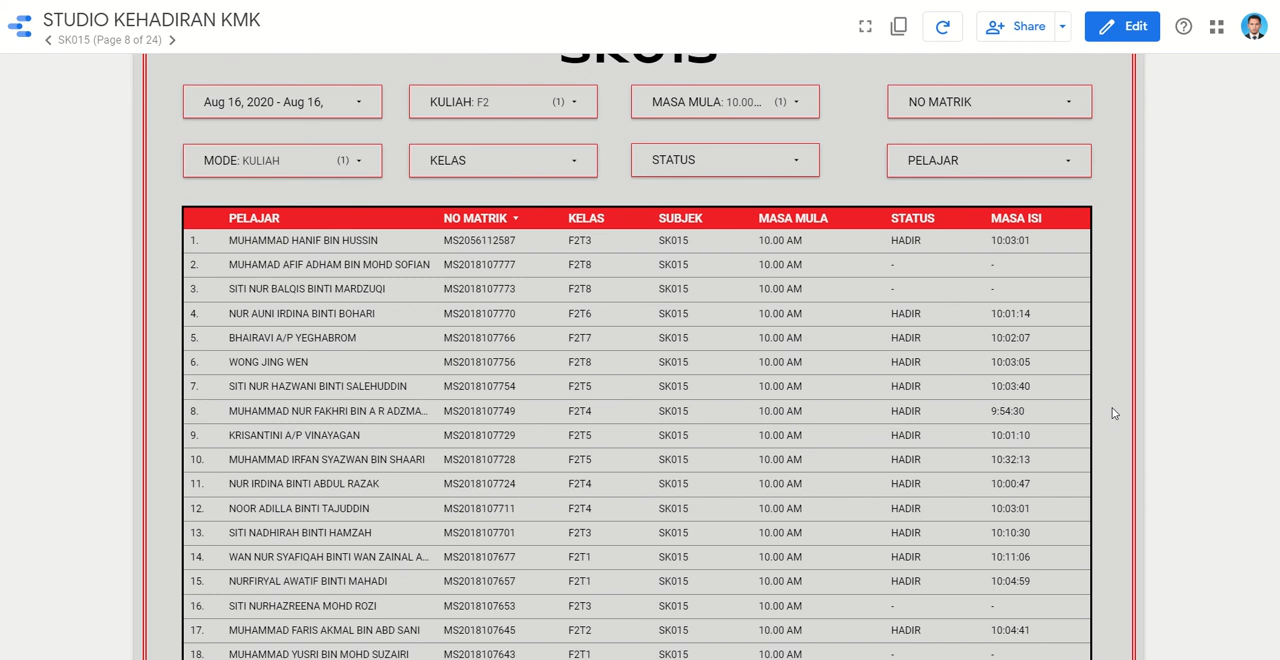 STUDIO KEHADIRAN KMK
SK015 (Page 8 of 24)
Share
Edit
SK015
Aug 16, 2020 - Aug 16,
KULIAH: F2 (1)
MASA MULA: 10.00... (1)
NO MATRIK
MODE: KULIAH (1)
KELAS
STATUS
PELAJAR
PELAJAR NO MATRIK KELAS SUBJEK MASA MULA STATUS MASA ISI
1. MUHAMMAD HANIF BIN HUSSIN MS2056112587 F2T3 SK015 10.00 AM HADIR 10:03:01
2. MUHAMAD AFIF ADHAM BIN MOHD SOFIAN MS2018107777 F2T8 SK015 10.00 AM - -
3. SITI NUR BALQIS BINTI MARDZUQI MS2018107773 F2T8 SK015 10.00 AM - -
4. NUR AUNI IRDINA BINTI BOHARI MS2018107770 F2T6 SK015 10.00 AM HADIR 10:01:14
5. BHAIRAVI A/P YEGHABROM MS2018107766 F2T7 SK015 10.00 AM HADIR 10:02:07
6. WONG JING WEN MS2018107756 F2T8 SK015 10.00 AM HADIR 10:03:05
7. SITI NUR HAZWANI BINTI SALEHUDDIN MS2018107754 F2T5 SK015 10.00 AM HADIR 10:03:40
8. MUHAMMAD NUR FAKHRI BIN A R ADZMA... MS2018107749 F2T4 SK015 10.00 AM HADIR 9:54:30
9. KRISANTINI A/P VINAYAGAN MS2018107729 F2T5 SK015 10.00 AM HADIR 10:01:10
10. MUHAMMAD IRFAN SYAZWAN BIN SHAARI MS2018107728 F2T5 SK015 10.00 AM HADIR 10:32:13
11. NUR IRDINA BINTI ABDUL RAZAK MS2018107724 F2T4 SK015 10.00 AM HADIR 10:00:47
12. NOOR ADILLA BINTI TAJUDDIN MS2018107711 F2T4 SK015 10.00 AM HADIR 10:03:01
13. SITI NADHIRAH BINTI HAMZAH MS2018107701 F2T3 SK015 10.00 AM HADIR 10:10:30
14. WAN NUR SYAFIQAH BINTI WAN ZAINAL A... MS2018107677 F2T1 SK015 10.00 AM HADIR 10:11:06
15. NURFIRYAL AWATIF BINTI MAHADI MS2018107657 F2T1 SK015 10.00 AM HADIR 10:04:59
16. SITI NURHAZREENA MOHD ROZI MS2018107653 F2T3 SK015 10.00 AM - -
17. MUHAMMAD FARIS AKMAL BIN ABD SANI MS2018107645 F2T2 SK015 10.00 AM HADIR 10:04:41
18. MUHAMMAD YUSRI BIN MOHD SUZAIRI MS2018107643 F2T1 SK015 10.00 AM - -